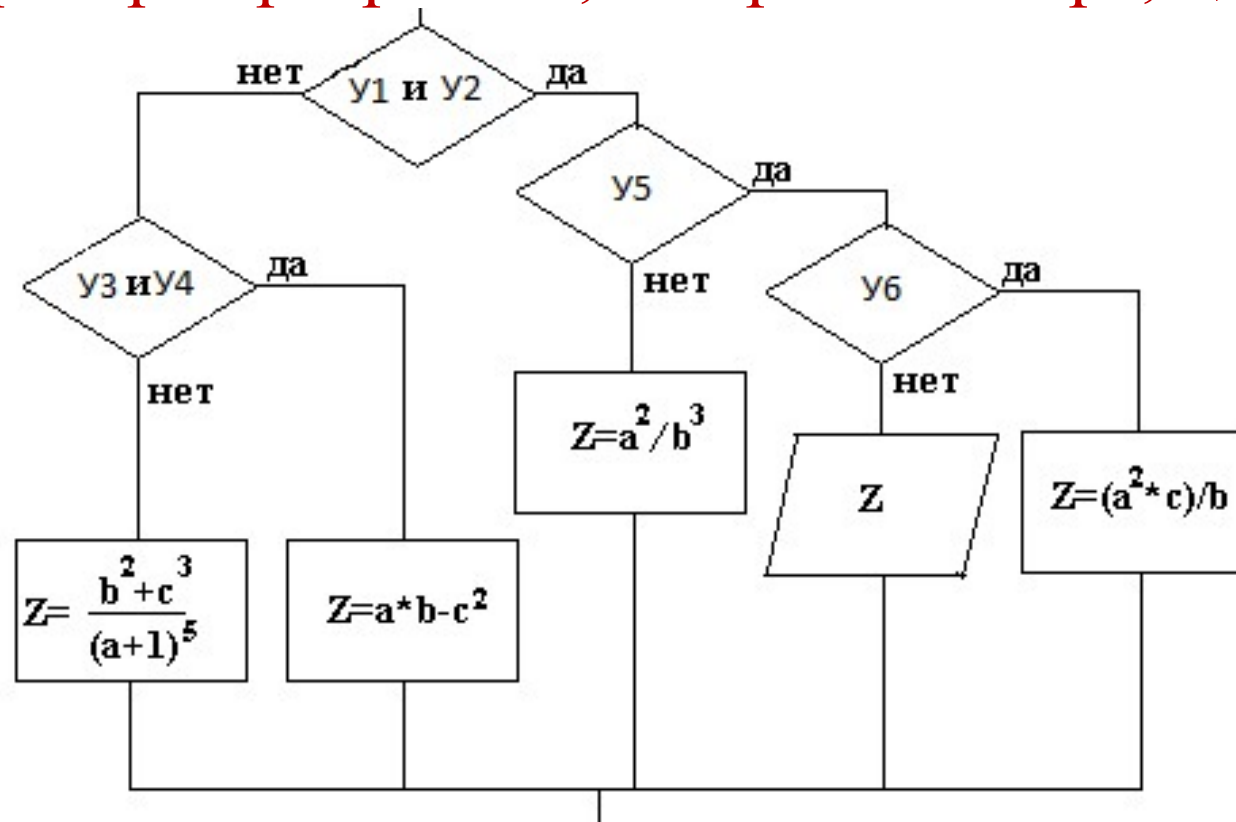 нет
У1 и У2
да
У5
да
У3 и У4
да
нет
У6
да
нет
нет
Z=a²/b³
Z
Z=(a²*c)/b
Z= b²+c³
(a+1)⁵
Z=a*b-c²